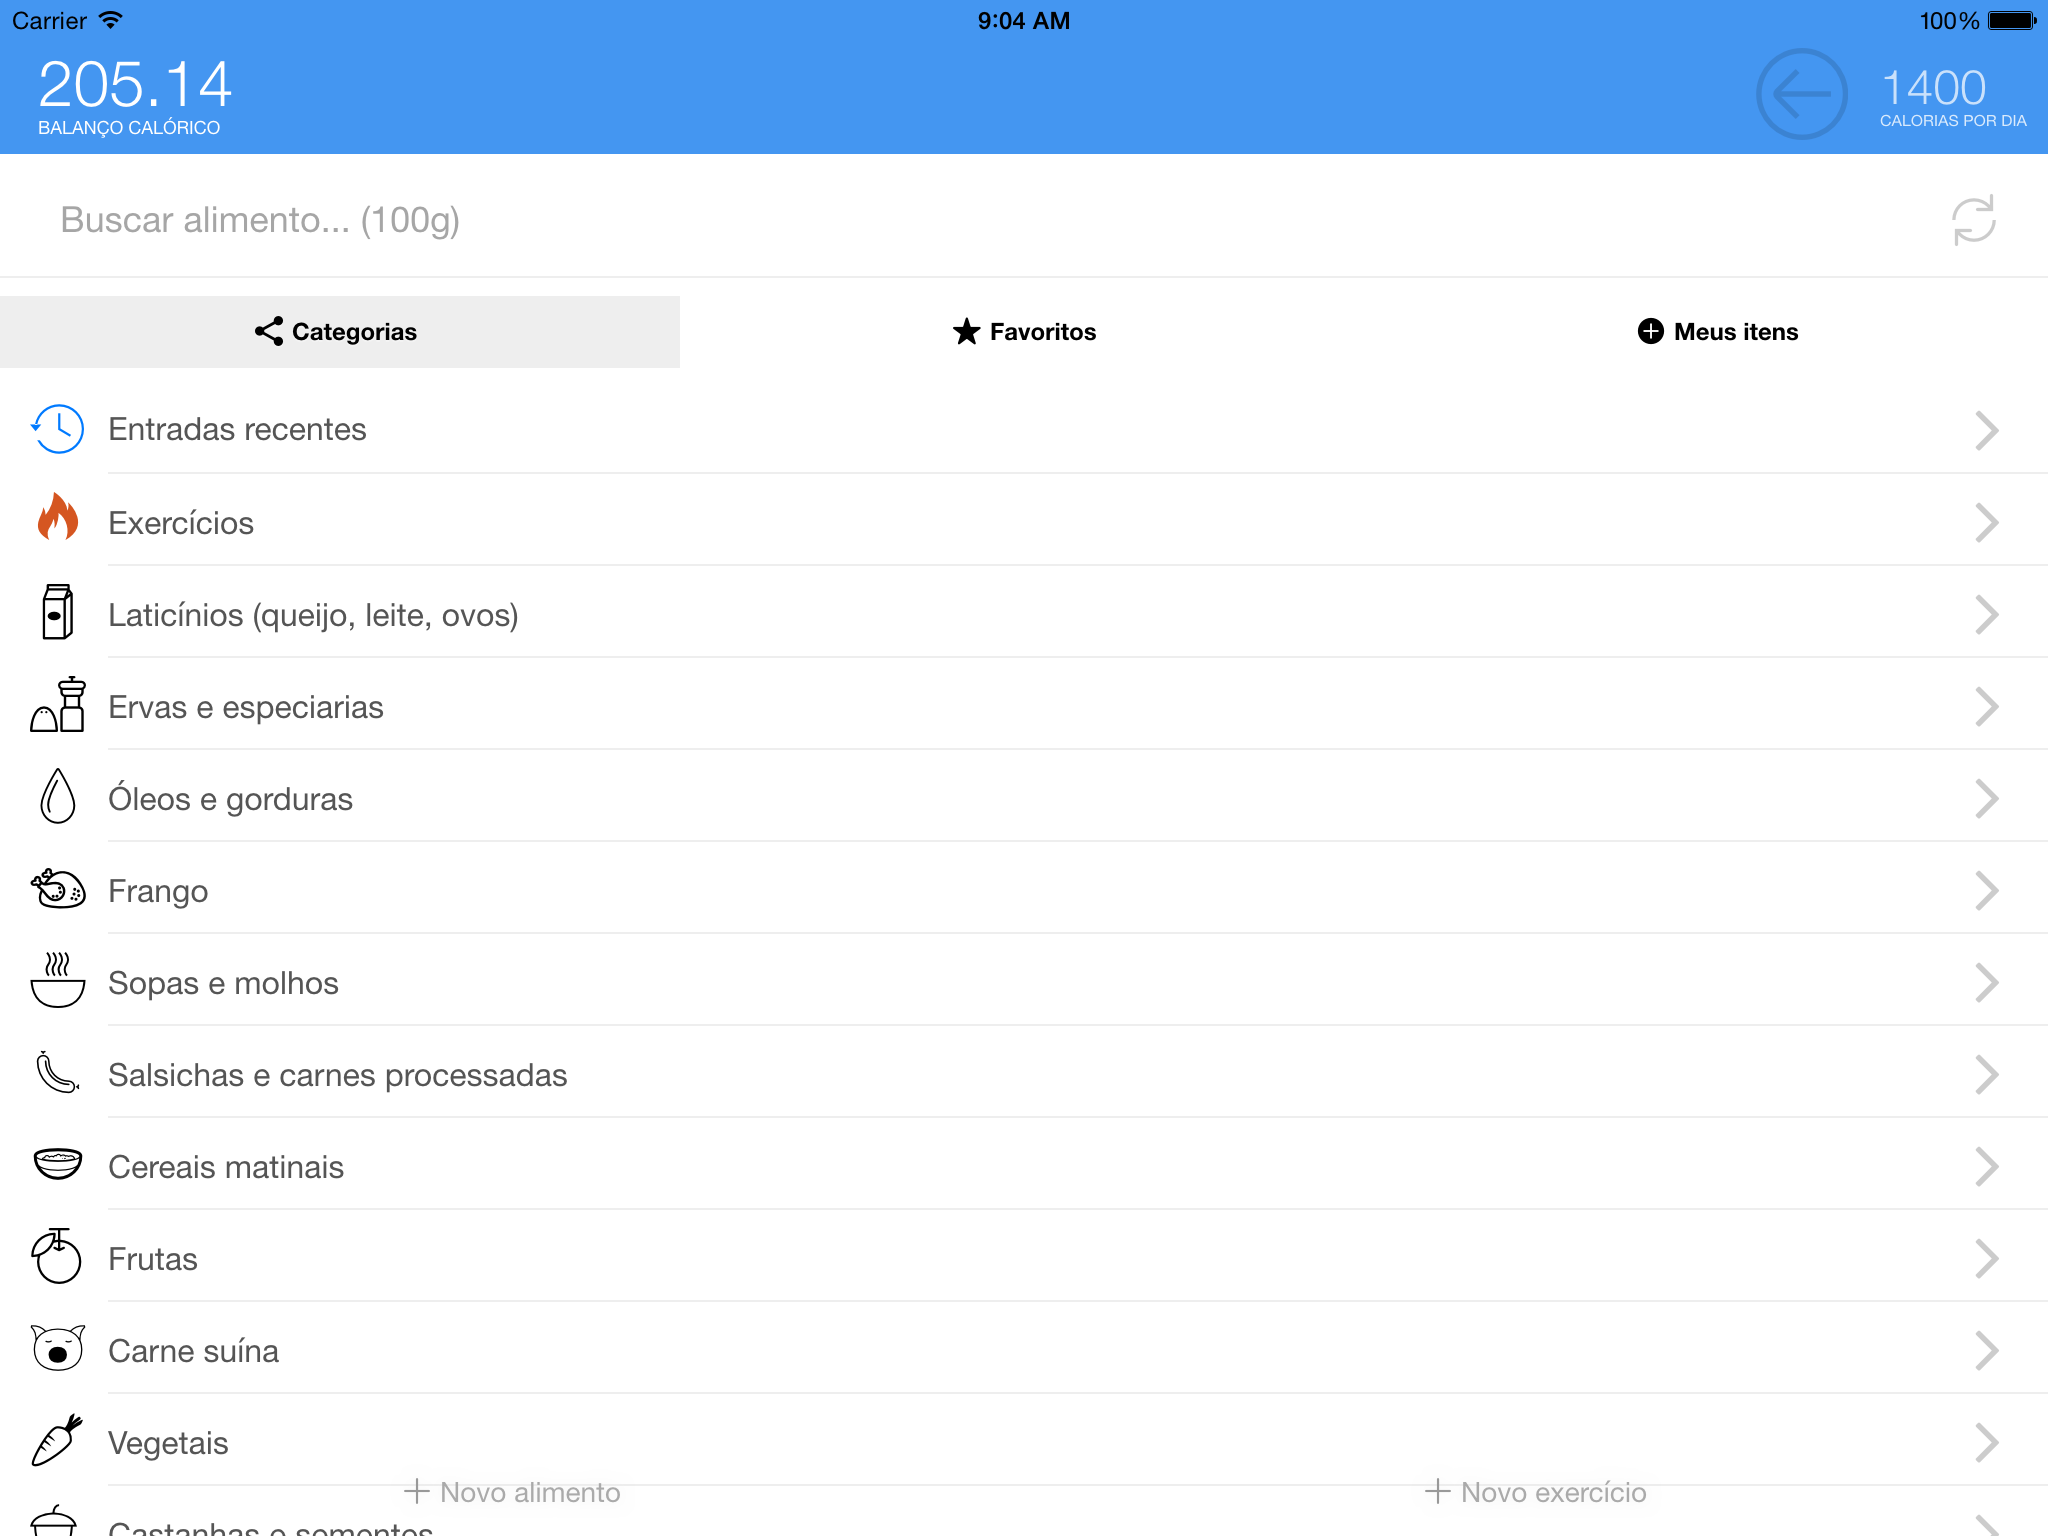 Carrier
9:04 AM
100%
205.14
BALANÇO CALÓRICO
1400
CALORIAS POR DIA
Buscar alimento... (100g)
Categorias
Favoritos
Meus itens
Entradas recentes
Exercícios
Laticínios (queijo, leite, ovos)
Ervas e especiarias
Óleos e gorduras
Frango
Sopas e molhos
Salsichas e carnes processadas
Cereais matinais
Frutas
Carne suína
Vegetais
Novo alimento
Novo exercício
Castanhas e sementes